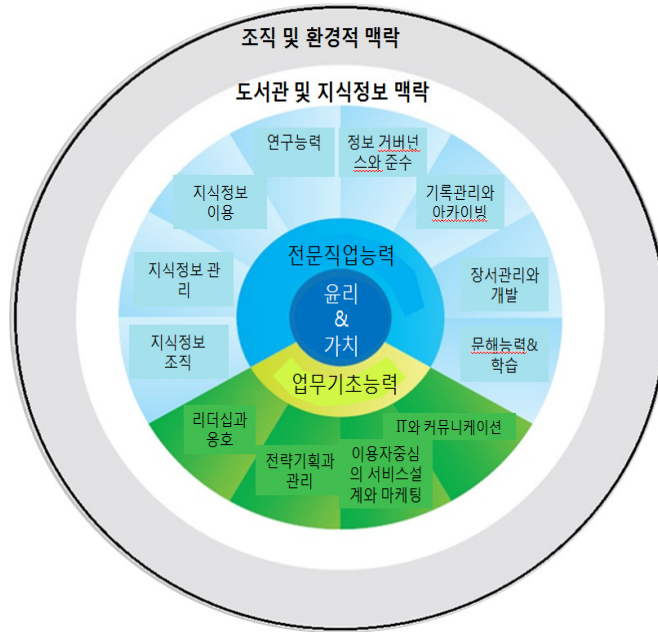 조직 및 환경적 맥락
도서관 및 지식정보 맥락
연구능력
정보 거버넌
스와 준수
지식정보
이용
기록관리와
아카이빙
지식정보 관
리
장서관리와
개발
지식정보
조직
문해능력&
학습
전문직업능력
윤리
&
가치
업무기초능력
리더십과
옹호
전략기획과
관리
이용자중심
의 서비스설
계와 마케팅
IT와 커뮤니케이션